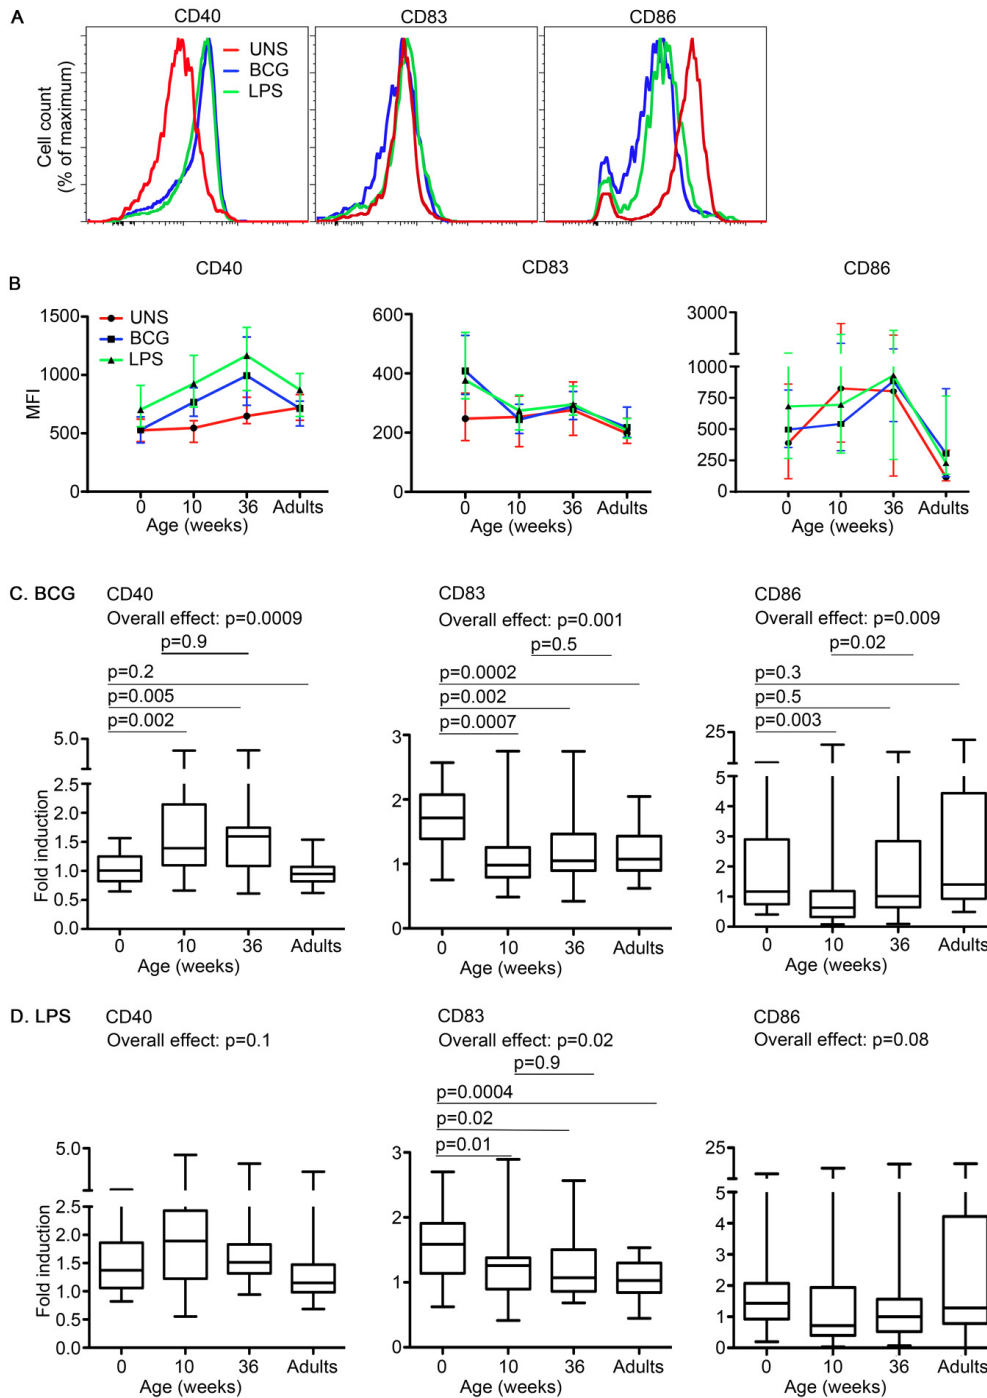 A
CD40
CD83
CD86
Cell count
(% of maximum)
UNS
BCG
LPS
B
CD40
CD83
CD86
MFI
1500
1000
500
0
UNS
BCG
LPS
0 10 36 Adults
Age (weeks)
600
400
200
0
0 10 36 Adults
Age (weeks)
3000
1000
750
500
250
0
0 10 36 Adults
Age (weeks)
C. BCG
CD40
Overall effect: p=0.0009
p=0.9
p=0.2
p=0.005
p=0.002
Fold induction
5.0
2.5
2.0
1.5
1.0
0.5
0.0
0 10 36 Adults
Age (weeks)
CD83
Overall effect: p=0.001
p=0.5
p=0.0002
p=0.002
p=0.0007
3
2
1
0
0 10 36 Adults
Age (weeks)
CD86
Overall effect: p=0.009
p=0.02
p=0.3
p=0.5
p=0.003
25
5
4
3
2
1
0
0 10 36 Adults
Age (weeks)
D. LPS
CD40
Overall effect: p=0.1
Fold induction
5.0
2.5
2.0
1.5
1.0
0.5
0.0
0 10 36 Adults
Age (weeks)
CD83
Overall effect: p=0.02
p=0.9
p=0.0004
p=0.02
p=0.01
3
2
1
0
0 10 36 Adults
Age (weeks)
CD86
Overall effect: p=0.08
25
5
4
3
2
1
0
0 10 36 Adults
Age (weeks)